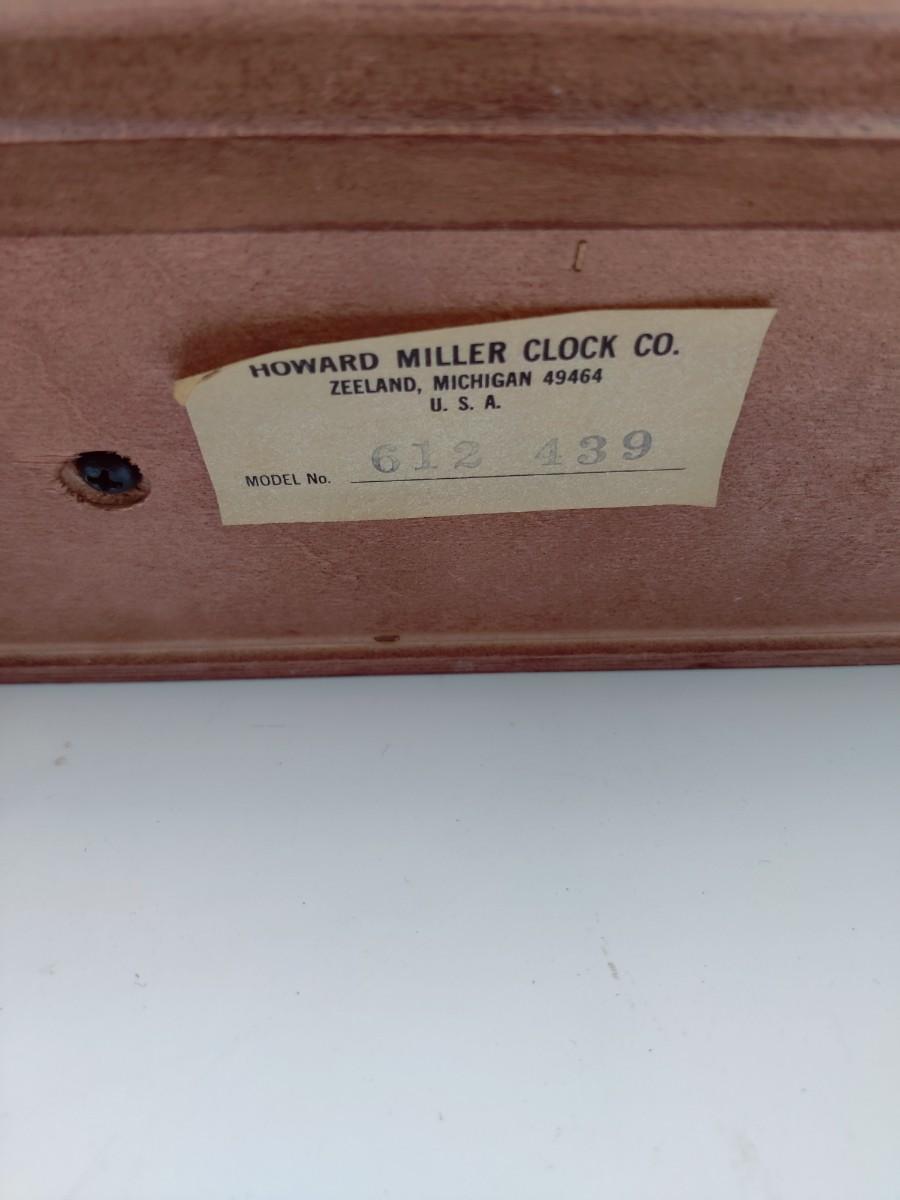 HOWARD MILLER CLOCK CO.
ZEELAND, MICHIGAN 49464
U. S. A.
MODEL No. 612 439